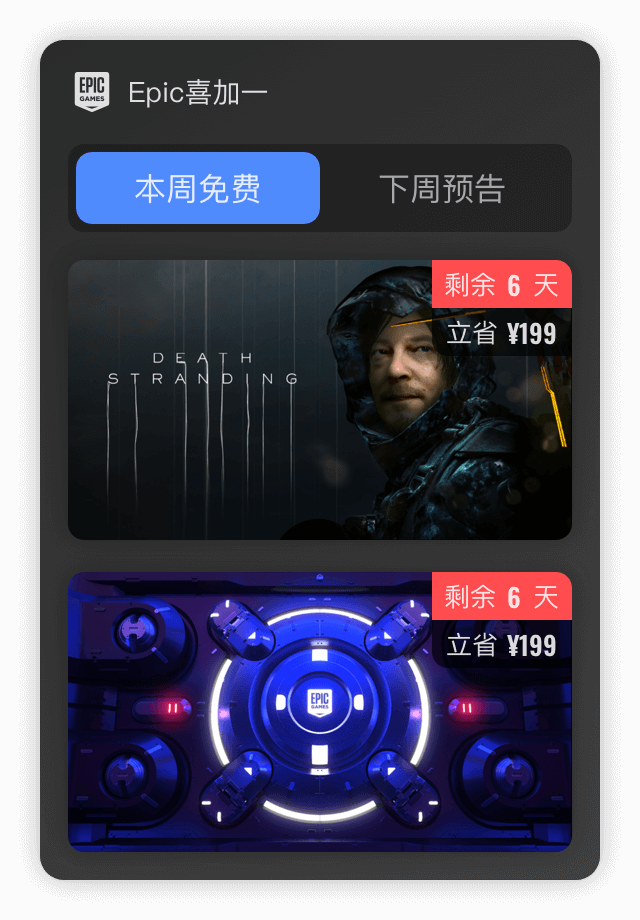 EPIC
GAMES
Epic喜加一
本周免费
下周预告
剩余 6 天
立省 ¥199
DEATH
STRANDING
剩余 6 天
立省 ¥199
EPIC
GAMES